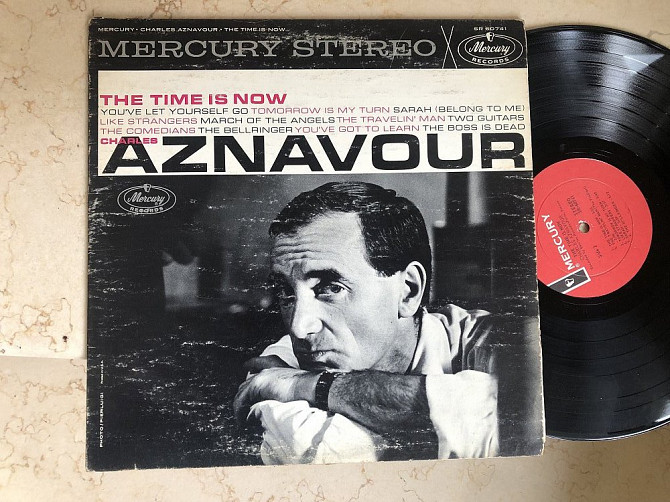 MERCURY • CHARLES AZNAVOUR • THE TIME IS NOW
SR 60741
MERCURY STEREO
Mercury
RECORDS
THE TIME IS NOW
YOU'VE LET YOURSELF GO TOMORROW IS MY TURN SARAH (BELONG TO ME)
LIKE STRANGERS MARCH OF THE ANGELS THE TRAVELIN' MAN TWO GUITARS
THE COMEDIANS THE BELLRINGER YOU'VE GOT TO LEARN THE BOSS IS DEAD
CHARLES
AZNAVOUR
Mercury
RECORDS
PHOTO: PIERLUIGI
MERCURY